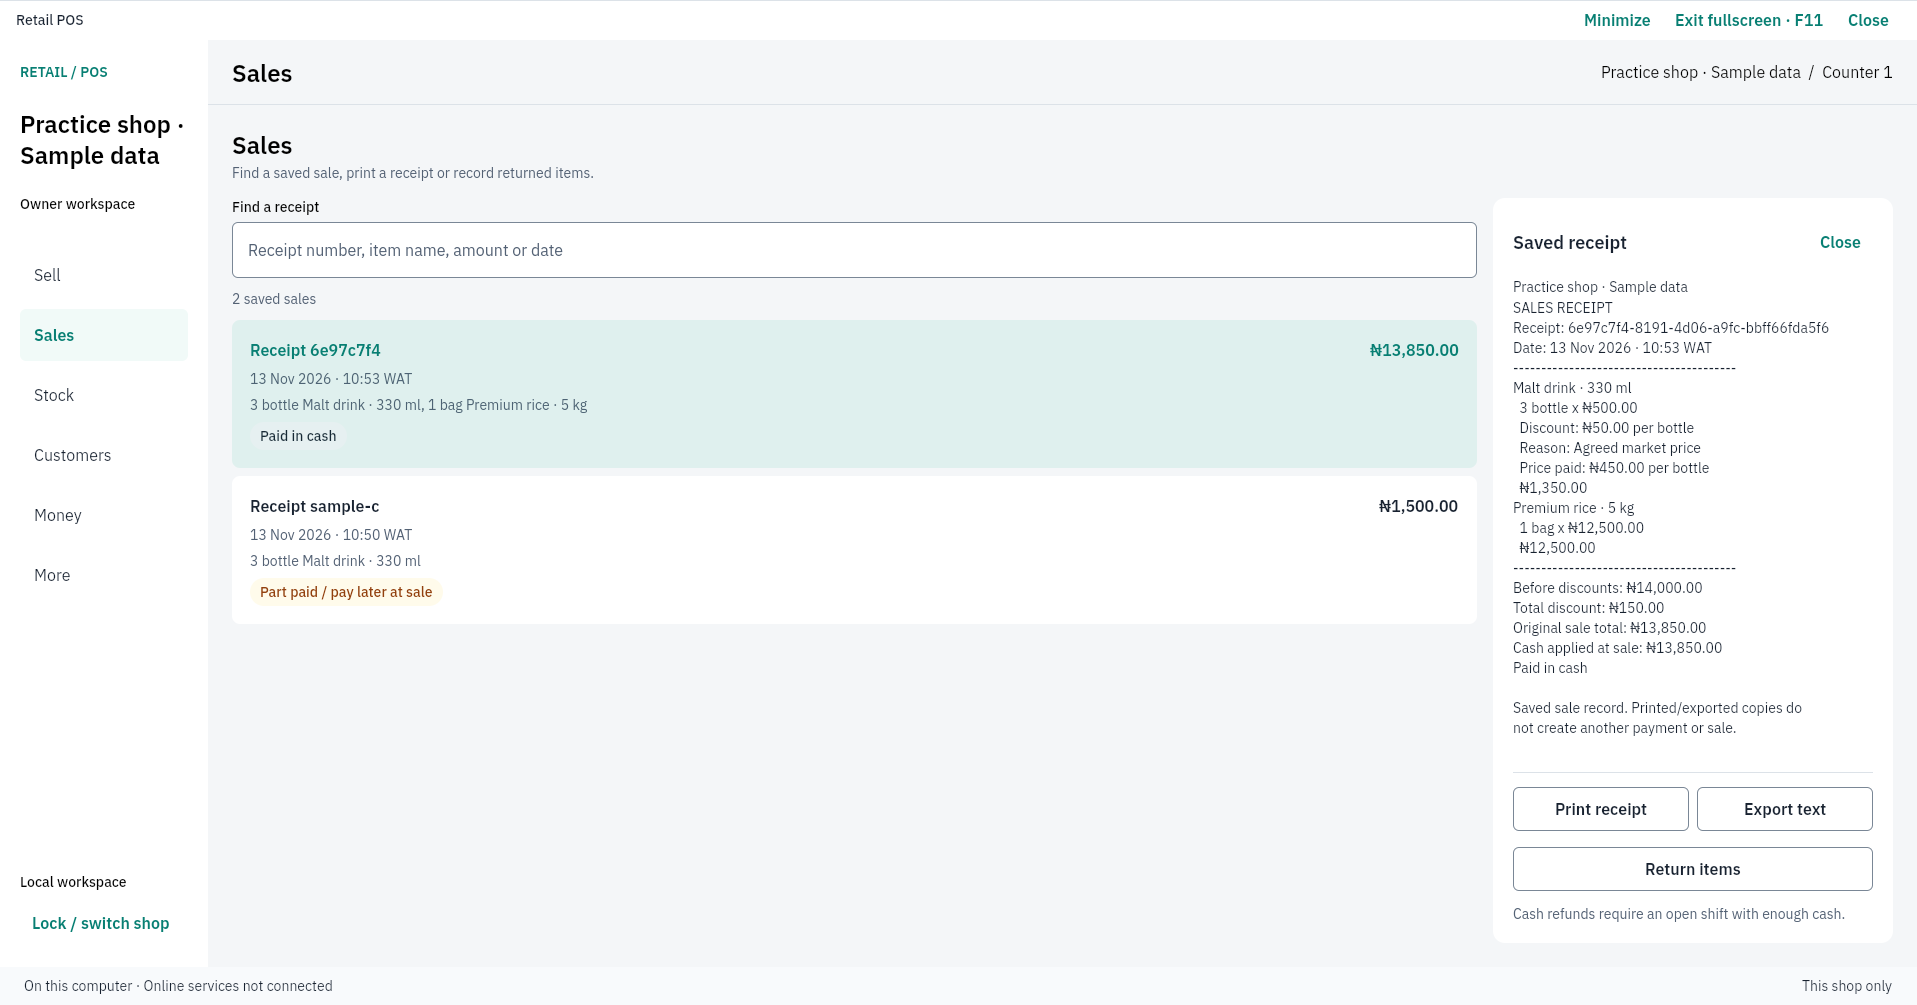 Retail POS
Minimize
Exit fullscreen · F11
Close
RETAIL / POS
Practice shop ·
Sample data
Owner workspace
Sell
Sales
Stock
Customers
Money
More
Local workspace
Lock / switch shop
Sales
Practice shop · Sample data / Counter 1
Sales
Find a saved sale, print a receipt or record returned items.
Find a receipt
Receipt number, item name, amount or date
2 saved sales
Receipt 6e97c7f4
₦13,850.00
13 Nov 2026 · 10:53 WAT
3 bottle Malt drink · 330 ml, 1 bag Premium rice · 5 kg
Paid in cash
Receipt sample-c
₦1,500.00
13 Nov 2026 · 10:50 WAT
3 bottle Malt drink · 330 ml
Part paid / pay later at sale
Saved receipt
Close
Practice shop · Sample data
SALES RECEIPT
Receipt: 6e97c7f4-8191-4d06-a9fc-bbff66fda5f6
Date: 13 Nov 2026 · 10:53 WAT
----------------------------------------
Malt drink · 330 ml
3 bottle x ₦500.00
Discount: ₦50.00 per bottle
Reason: Agreed market price
Price paid: ₦450.00 per bottle
₦1,350.00
Premium rice · 5 kg
1 bag x ₦12,500.00
₦12,500.00
----------------------------------------
Before discounts: ₦14,000.00
Total discount: ₦150.00
Original sale total: ₦13,850.00
Cash applied at sale: ₦13,850.00
Paid in cash
Saved sale record. Printed/exported copies do
not create another payment or sale.
Print receipt
Export text
Return items
Cash refunds require an open shift with enough cash.
On this computer · Online services not connected
This shop only